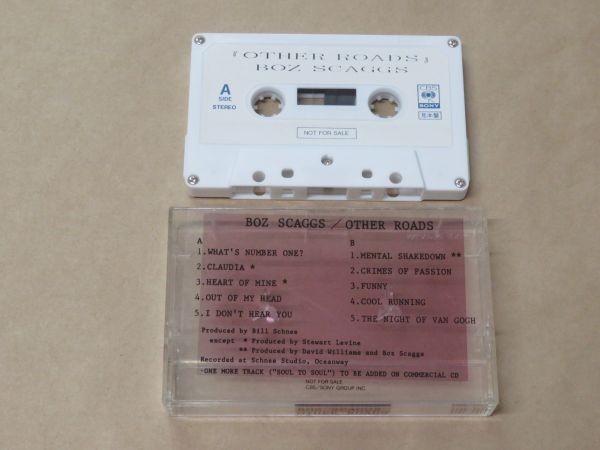 『OTHER ROADS』
BOZ SCAGGS
A
SIDE
STEREO
CBS
SONY
見本盤
NOT FOR SALE
BOZ SCAGGS／OTHER ROADS
A
1.WHAT'S NUMBER ONE?
2.CLAUDIA *
3.HEART OF MINE *
4.OUT OF MY HEAD
5.I DON'T HEAR YOU
B
1.MENTAL SHAKEDOWN **
2.CRIMES OF PASSION
3.FUNNY
4.COOL RUNNING
5.THE NIGHT OF VAN GOGH
Produced by Bill Schnee
except * Produced by Stewart Levine
** Produced by David Williams and Boz Scaggs
Recorded at Schnee Studio, Oceanway
·ONE MORE TRACK ("SOUL TO SOUL") TO BE ADDED ON COMMERCIAL CD
NOT FOR SALE
CBS/SONY GROUP INC.